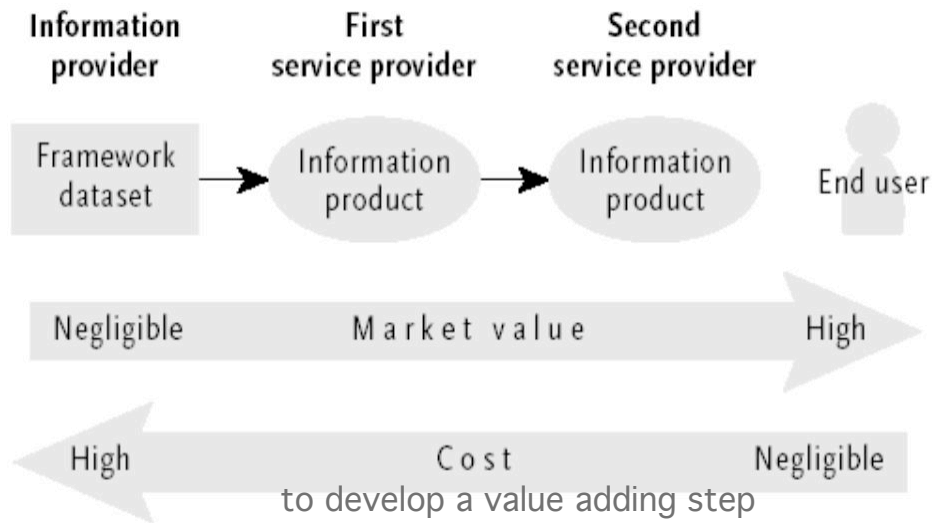 Information provider
First service provider
Second service provider
Framework dataset
Information product
Information product
End user
Negligible
Market value
High
High
Cost
Negligible
to develop a value adding step